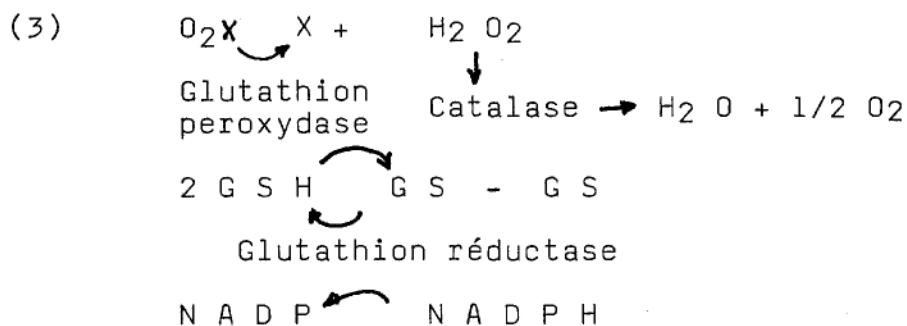 (3) O2X X + H2 O2
Glutathion
peroxydase Catalase → H2 O + 1/2 O2
2 G S H G S - G S
Glutathion réductase
N A D P N A D P H